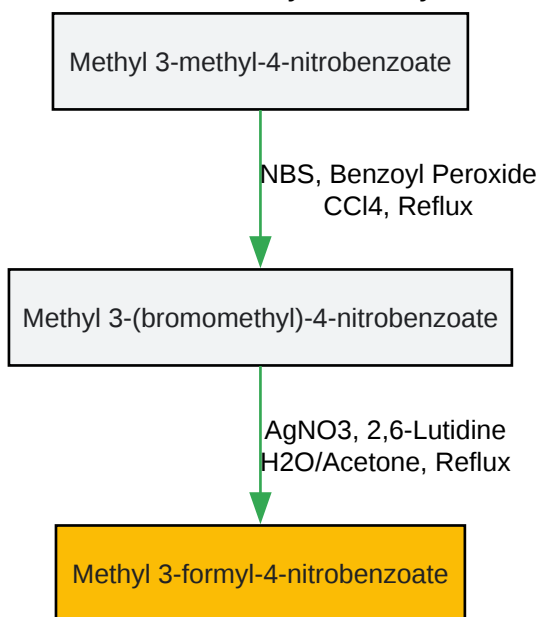 Methyl 3-methyl-4-nitrobenzoate
NBS, Benzoyl Peroxide
CCl4, Reflux
Methyl 3-(bromomethyl)-4-nitrobenzoate
AgNO3, 2,6-Lutidine
H2O/Acetone, Reflux
Methyl 3-formyl-4-nitrobenzoate